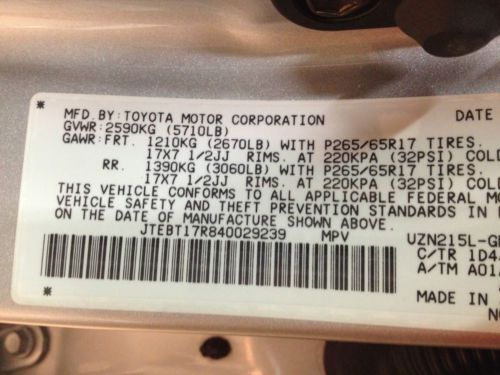 MFD. BY: TOYOTA MOTOR CORPORATION DATE
GVWR: 2590KG (5710LB)
GAWR: FRT. 1210KG (2670LB) WITH P265/65R17 TIRES.
17X7 1/2JJ RIMS. AT 220KPA (32PSI) COLD
RR. 1390KG (3060LB) WITH P265/65R17 TIRES.
17X7 1/2JJ RIMS. AT 220KPA (32PSI) COL
THIS VEHICLE CONFORMS TO ALL APPLICABLE FEDERAL MO
VEHICLE SAFETY AND THEFT PREVENTION STANDARDS IN
THE DATE OF MANUFACTURE SHOWN ABOVE.
JTEBT17R840029239 MPV UZN215L-G
C/TR 1D4
A/TM A01
MADE IN